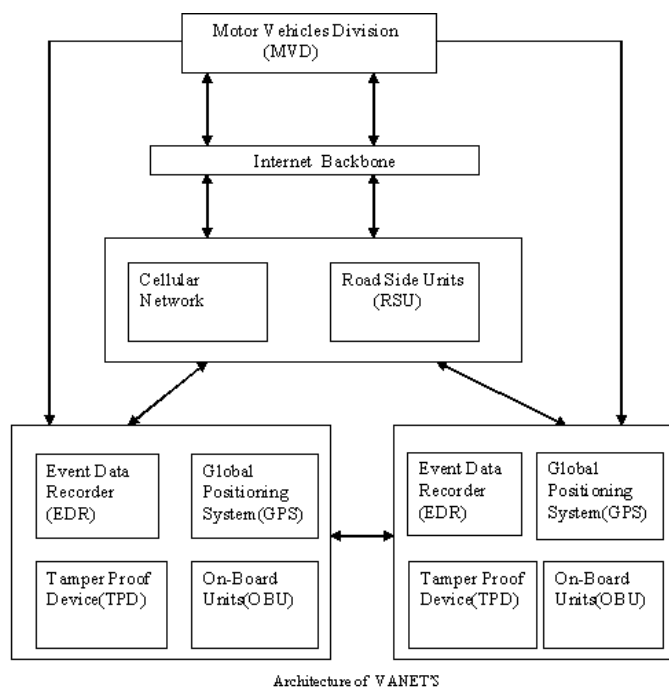 Motor Vehicles Division
(MVD)
Internet Backbone
Cellular
Network
Road Side Units
(RSU)
Event Data
Recorder
(EDR)
Global
Positioning
System(GPS)
Tamper Proof
Device(TPD)
On-Board
Units(OBU)
Event Data
Recorder
(EDR)
Global
Positioning
System(GPS)
Tamper Proof
Device(TPD)
On-Board
Units(OBU)
Architecture of VANET'S